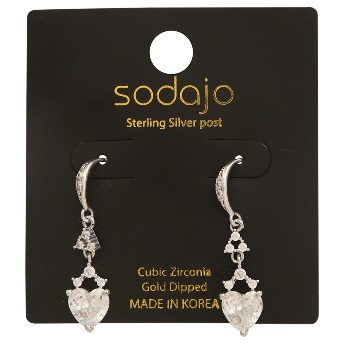 sodajo
Sterling Silver post
Cubic Zirconia
Gold Dipped
MADE IN KOREA